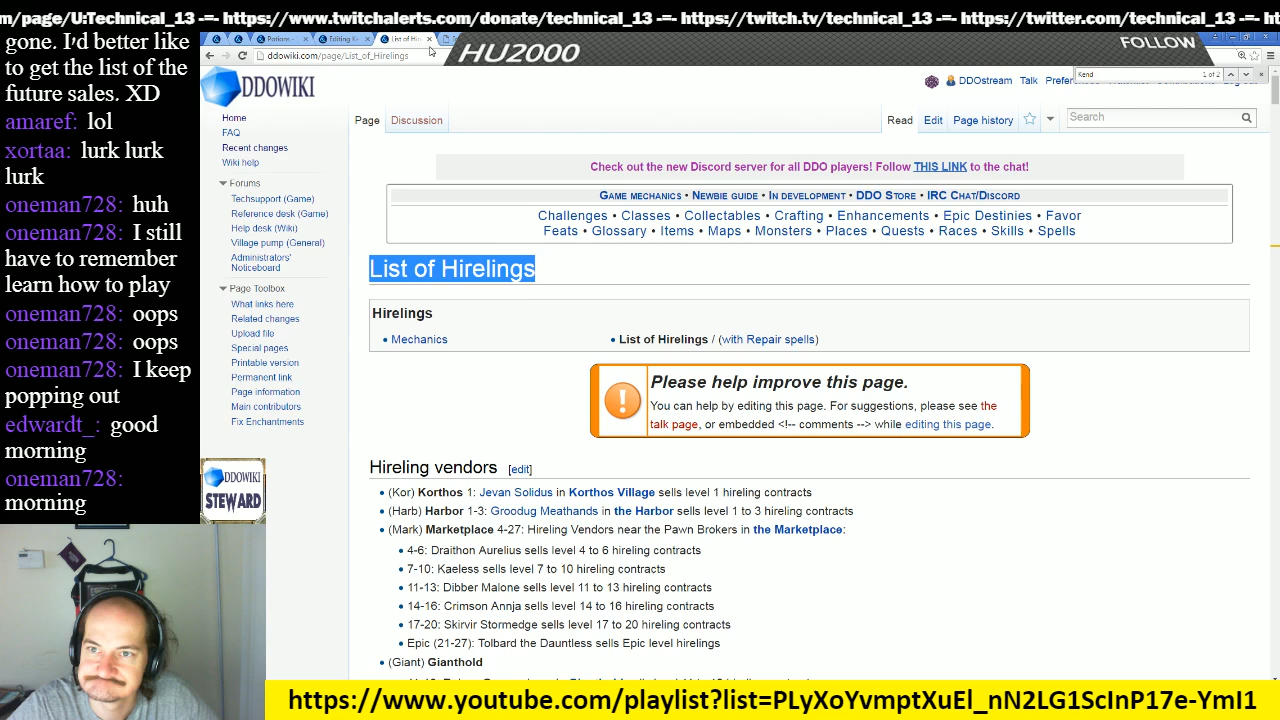 m/page/U:Technical_13 -=- https://www.twitchalerts.com/donate/technical_13 -=- https://twitch.tv/technical_13 -=- https://twitter.com/technical_13 -=- h
gone. I'd better like
to get the list of the
future sales. XD
amaref: lol
xortaa: lurk lurk
lurk
oneman728: huh
oneman728: I still
have to remember
learn how to play
oneman728: oops
oneman728: oops
oneman728: I keep
popping out
edwardt_: good
morning
oneman728:
morning
Potions
Editing
List of Hir
ddowiki.com/page/List_of_Hirelings
HU2000
FOLLOW
Kend
1 of 2
DDOWIKI
DDOstream Talk
Page Discussion
Read Edit Page history
Search
Home
FAQ
Recent changes
Wiki help
Forums
Techsupport (Game)
Reference desk (Game)
Help desk (Wiki)
Village pump (General)
Administrators'
Noticeboard
Page Toolbox
What links here
Related changes
Upload file
Special pages
Printable version
Permanent link
Page information
Main contributors
Fix Enchantments
DDOWIKI
STEWARD
Check out the new Discord server for all DDO players! Follow THIS LINK to the chat!
Game mechanics • Newbie guide • In development • DDO Store • IRC Chat/Discord
Challenges • Classes • Collectables • Crafting • Enhancements • Epic Destinies • Favor
Feats • Glossary • Items • Maps • Monsters • Places • Quests • Races • Skills • Spells
List of Hirelings
Hirelings
• Mechanics
• List of Hirelings / (with Repair spells)
Please help improve this page.
You can help by editing this page. For suggestions, please see the
talk page, or embedded <!-- comments --> while editing this page.
Hireling vendors [edit]
• (Kor) Korthos 1: Jevan Solidus in Korthos Village sells level 1 hireling contracts
• (Harb) Harbor 1-3: Groodug Meathands in the Harbor sells level 1 to 3 hireling contracts
• (Mark) Marketplace 4-27: Hireling Vendors near the Pawn Brokers in the Marketplace:
• 4-6: Draithon Aurelius sells level 4 to 6 hireling contracts
• 7-10: Kaeless sells level 7 to 10 hireling contracts
• 11-13: Dibber Malone sells level 11 to 13 hireling contracts
• 14-16: Crimson Annja sells level 14 to 16 hireling contracts
• 17-20: Skirvir Stormedge sells level 17 to 20 hireling contracts
• Epic (21-27): Tolbard the Dauntless sells Epic level hirelings
• (Giant) Gianthold
https://www.youtube.com/playlist?list=PLyXoYvmptXuEl_nN2LG1ScInP17e-YmI1